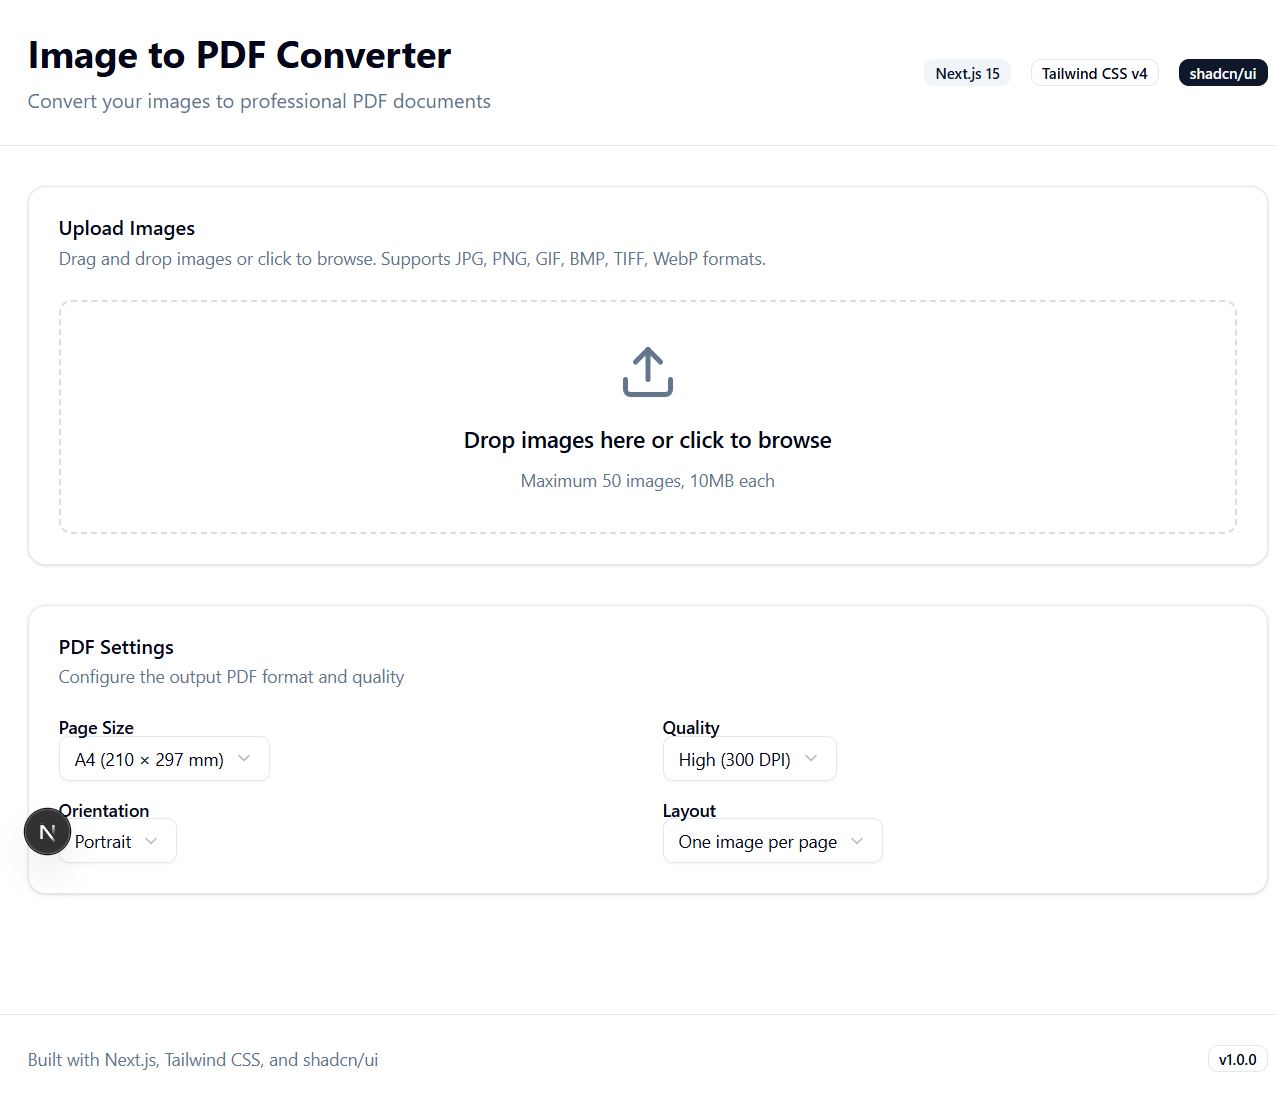 Image to PDF Converter
Convert your images to professional PDF documents
Next.js 15
Tailwind CSS v4
shadcn/ui
Upload Images
Drag and drop images or click to browse. Supports JPG, PNG, GIF, BMP, TIFF, WebP formats.
Drop images here or click to browse
Maximum 50 images, 10MB each
PDF Settings
Configure the output PDF format and quality
Page Size
A4 (210 × 297 mm)
Quality
High (300 DPI)
Orientation
N
Portrait
Layout
One image per page
Built with Next.js, Tailwind CSS, and shadcn/ui
v1.0.0